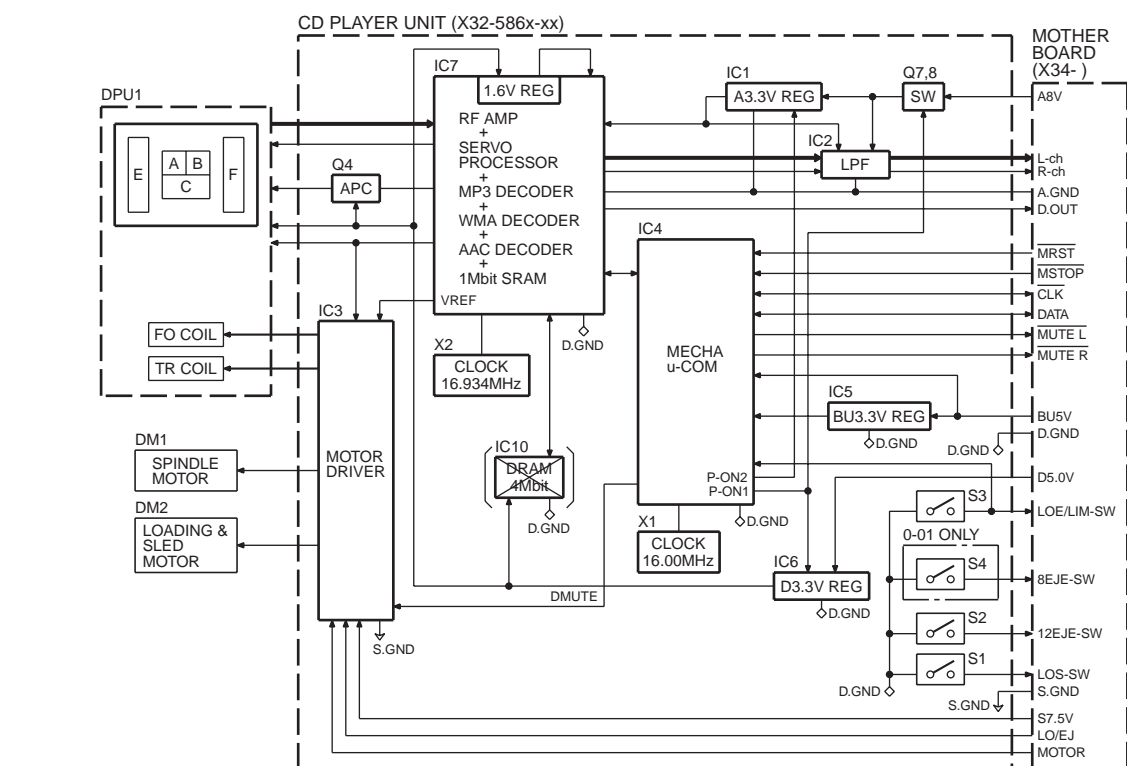 CD PLAYER UNIT (X32-586x-xx)
MOTHER
BOARD
(X34- )
DPU1
E
A
B
C
F
Q4
APC
IC7
1.6V REG
RF AMP
+
SERVO
PROCESSOR
+
MP3 DECODER
+
WMA DECODER
+
AAC DECODER
+
1Mbit SRAM
VREF
IC1
A3.3V REG
Q7,8
SW
IC2
LPF
A8V
L-ch
R-ch
A.GND
D.OUT
MRST
MSTOP
CLK
DATA
MUTE L
MUTE R
BU5V
D.GND
D5.0V
LOE/LIM-SW
8EJE-SW
12EJE-SW
LOS-SW
S.GND
S7.5V
LO/EJ
MOTOR
IC3
MOTOR
DRIVER
FO COIL
TR COIL
DM1
SPINDLE
MOTOR
DM2
LOADING &
SLED
MOTOR
X2
CLOCK
16.934MHz
D.GND
IC10
DRAM
4Mbit
D.GND
IC4
MECHA
u-COM
P-ON2
P-ON1
D.GND
X1
CLOCK
16.00MHz
IC5
BU3.3V REG
D.GND
D.GND
IC6
D3.3V REG
D.GND
DMUTE
S.GND
S3
0-01 ONLY
S4
S2
S1
D.GND
S.GND